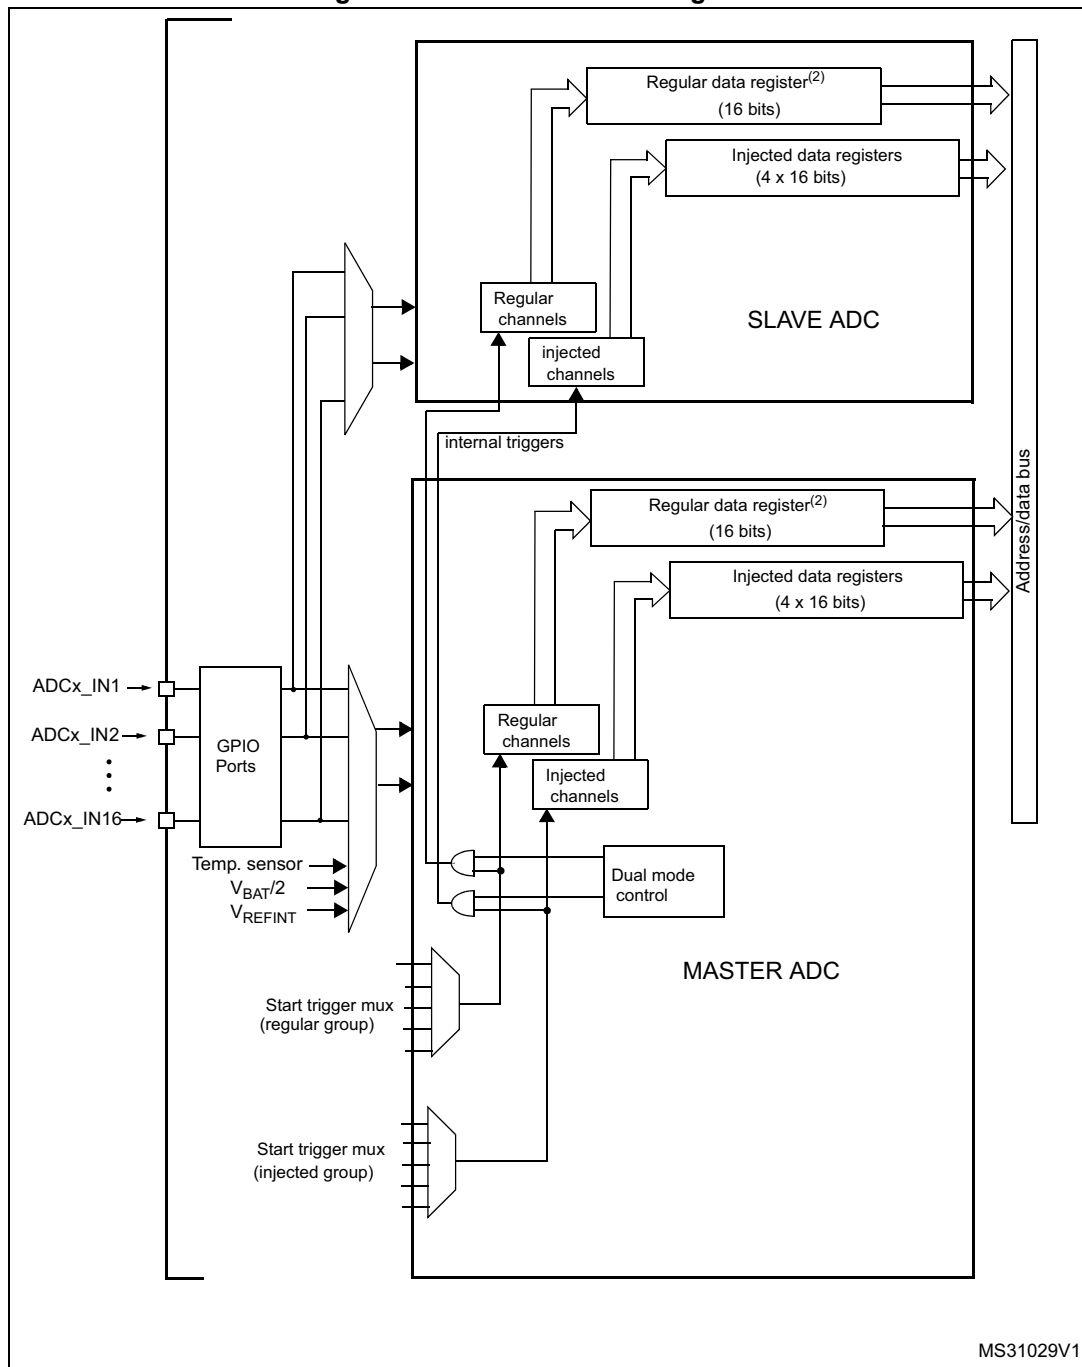 Regular data register(2)
(16 bits)
Injected data registers
(4 x 16 bits)
Regular
channels
SLAVE ADC
injected
channels
internal triggers
Regular data register(2)
(16 bits)
Address/data bus
Injected data registers
(4 x 16 bits)
ADCx_IN1
ADCx_IN2
ADCx_IN16
GPIO
Ports
Regular
channels
Injected
channels
Temp. sensor
VBAT/2
VREFINT
Dual mode
control
MASTER ADC
Start trigger mux
(regular group)
Start trigger mux
(injected group)
MS31029V1